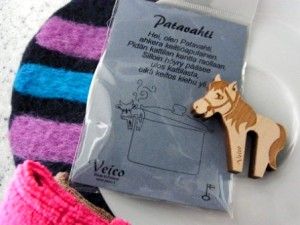 Patavahti
Hei, olen Patavahti,
ahkera keittiöapulainen.
Pidän kattilan kantta raollaan
Silloin höyry pääsee
ulos kattilasta
eikä keitos kiehu yli.
Veico
Veico